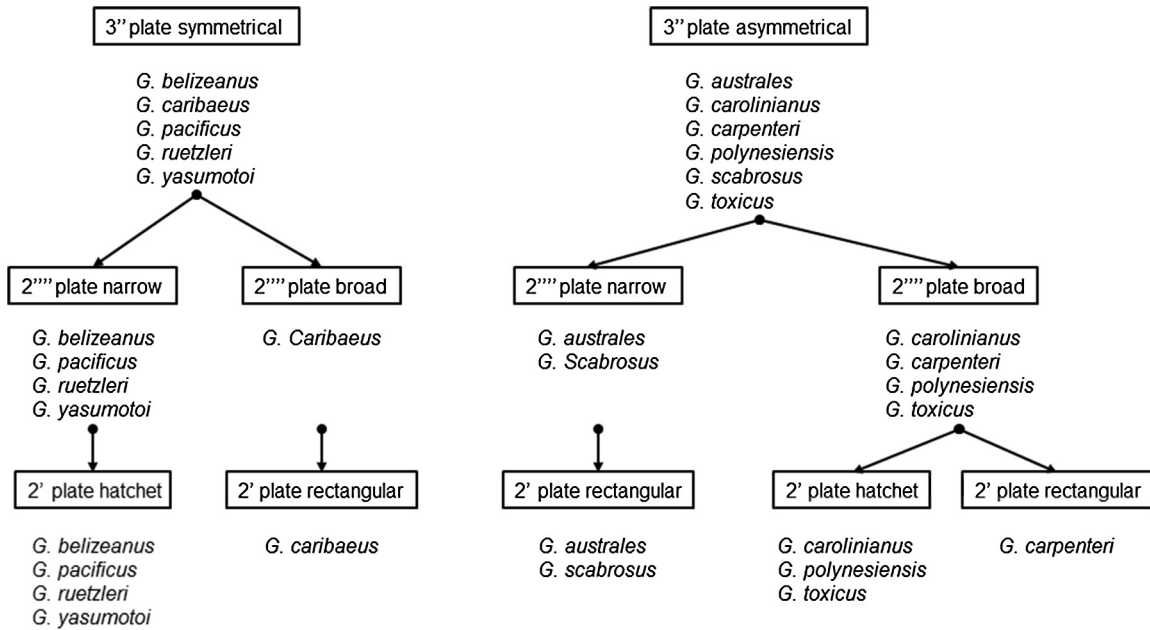 3'' plate symmetrical
G. belizeanus
G. caribaeus
G. pacificus
G. ruetzleri
G. yasumotoi
3'' plate asymmetrical
G. australes
G. carolinianus
G. carpenteri
G. polynesiensis
G. scabrosus
G. toxicus
2'''' plate narrow
G. belizeanus
G. pacificus
G. ruetzleri
G. yasumotoi
2'''' plate broad
G. Caribaeus
2'''' plate narrow
G. australes
G. Scabrosus
2'''' plate broad
G. carolinianus
G. carpenteri
G. polynesiensis
G. toxicus
2' plate hatchet
G. belizeanus
G. pacificus
G. ruetzleri
G. yasumotoi
2' plate rectangular
G. caribaeus
2' plate rectangular
G. australes
G. scabrosus
2' plate hatchet
G. carolinianus
G. polynesiensis
G. toxicus
2' plate rectangular
G. carpenteri